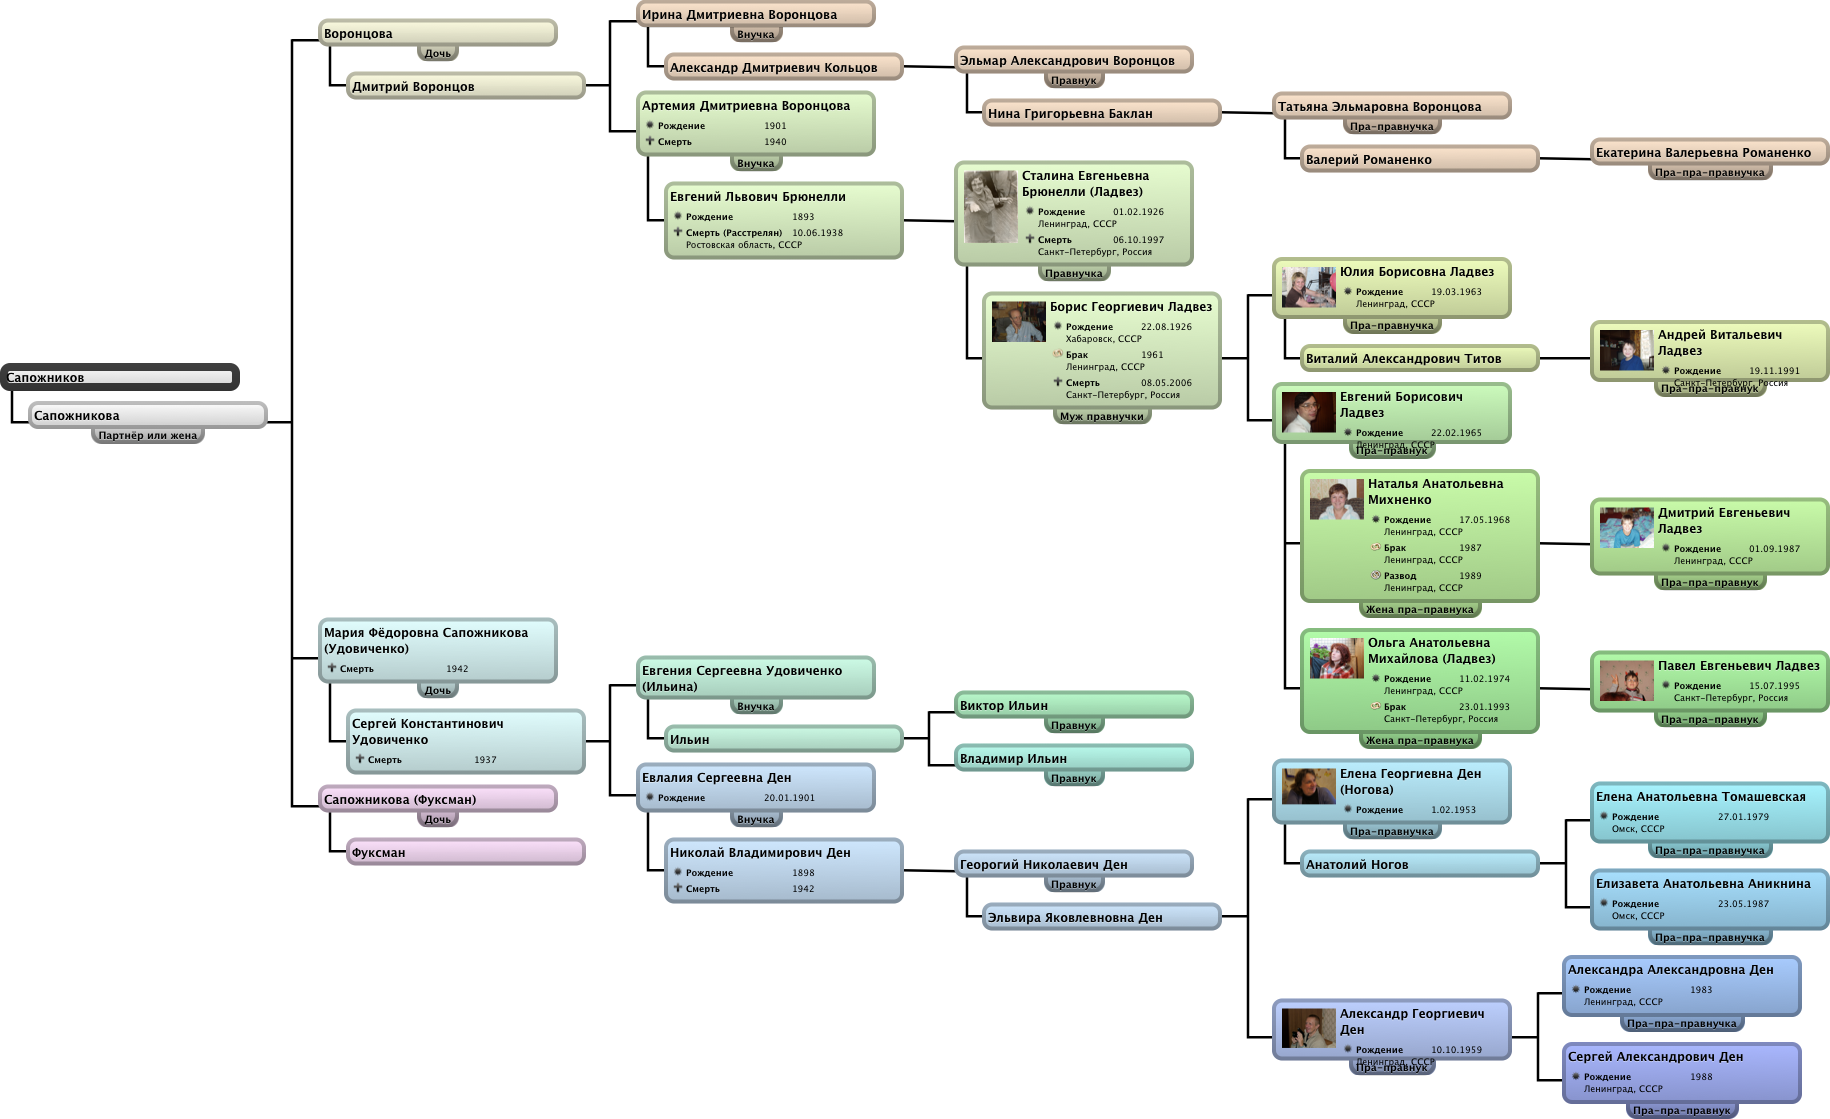 Сапожников
Сапожникова
Партнёр или жена
Воронцова
Дочь
Дмитрий Воронцов
Ирина Дмитриевна Воронцова
Внучка
Александр Дмитриевич Кольцов
Эльмар Александрович Воронцов
Правнук
Нина Григорьевна Баклан
Татьяна Эльмаровна Воронцова
Пра-правнучка
Валерий Романенко
Екатерина Валерьевна Романенко
Пра-пра-правнучка
Артемия Дмитриевна Воронцова
Рождение 1901
Смерть 1940
Внучка
Евгений Львович Брюнелли
Рождение 1893
Смерть (Расстрелян) 10.06.1938
Ростовская область, СССР
Сталина Евгеньевна
Брюнелли (Ладвез)
Рождение 01.02.1926
Ленинград, СССР
Смерть 06.10.1997
Санкт-Петербург, Россия
Правнучка
Борис Георгиевич Ладвез
Рождение 22.08.1926
Хабаровск, СССР
Брак 1961
Ленинград, СССР
Смерть 08.05.2006
Санкт-Петербург, Россия
Муж правнучки
Юлия Борисовна Ладвез
Рождение 19.03.1963
Ленинград, СССР
Пра-правнучка
Виталий Александрович Титов
Андрей Витальевич
Ладвез
Рождение 19.11.1991
Санкт-Петербург, Россия
Пра-пра-правнук
Евгений Борисович
Ладвез
Рождение 22.02.1965
Ленинград, СССР
Пра-правнук
Наталья Анатольевна
Михненко
Рождение 17.05.1968
Ленинград, СССР
Брак 1987
Ленинград, СССР
Развод 1989
Ленинград, СССР
Жена пра-правнука
Дмитрий Евгеньевич
Ладвез
Рождение 01.09.1987
Ленинград, СССР
Пра-пра-правнук
Ольга Анатольевна
Михайлова (Ладвез)
Рождение 11.02.1974
Ленинград, СССР
Брак 23.01.1993
Санкт-Петербург, Россия
Жена пра-правнука
Павел Евгеньевич Ладвез
Рождение 15.07.1995
Санкт-Петербург, Россия
Пра-пра-правнук
Мария Фёдоровна Сапожникова
(Удовиченко)
Смерть 1942
Дочь
Сергей Константинович
Удовиченко
Смерть 1937
Евгения Сергеевна Удовиченко
(Ильина)
Внучка
Ильин
Виктор Ильин
Правнук
Владимир Ильин
Правнук
Евлалия Сергеевна Ден
Рождение 20.01.1901
Внучка
Николай Владимирович Ден
Рождение 1898
Смерть 1942
Георогий Николаевич Ден
Правнук
Эльвира Яковлевновна Ден
Елена Георгиевна Ден
(Ногова)
Рождение 1.02.1953
Пра-правнучка
Анатолий Ногов
Елена Анатольевна Томашевская
Рождение 27.01.1979
Омск, СССР
Пра-пра-правнучка
Елизавета Анатольевна Аникнина
Рождение 23.05.1987
Омск, СССР
Пра-пра-правнучка
Александр Георгиевич
Ден
Рождение 10.10.1959
Ленинград, СССР
Пра-правнук
Александра Александровна Ден
Рождение 1983
Ленинград, СССР
Пра-пра-правнучка
Сергей Александрович Ден
Рождение 1988
Ленинград, СССР
Пра-пра-правнук
Сапожникова (Фуксман)
Дочь
Фуксман